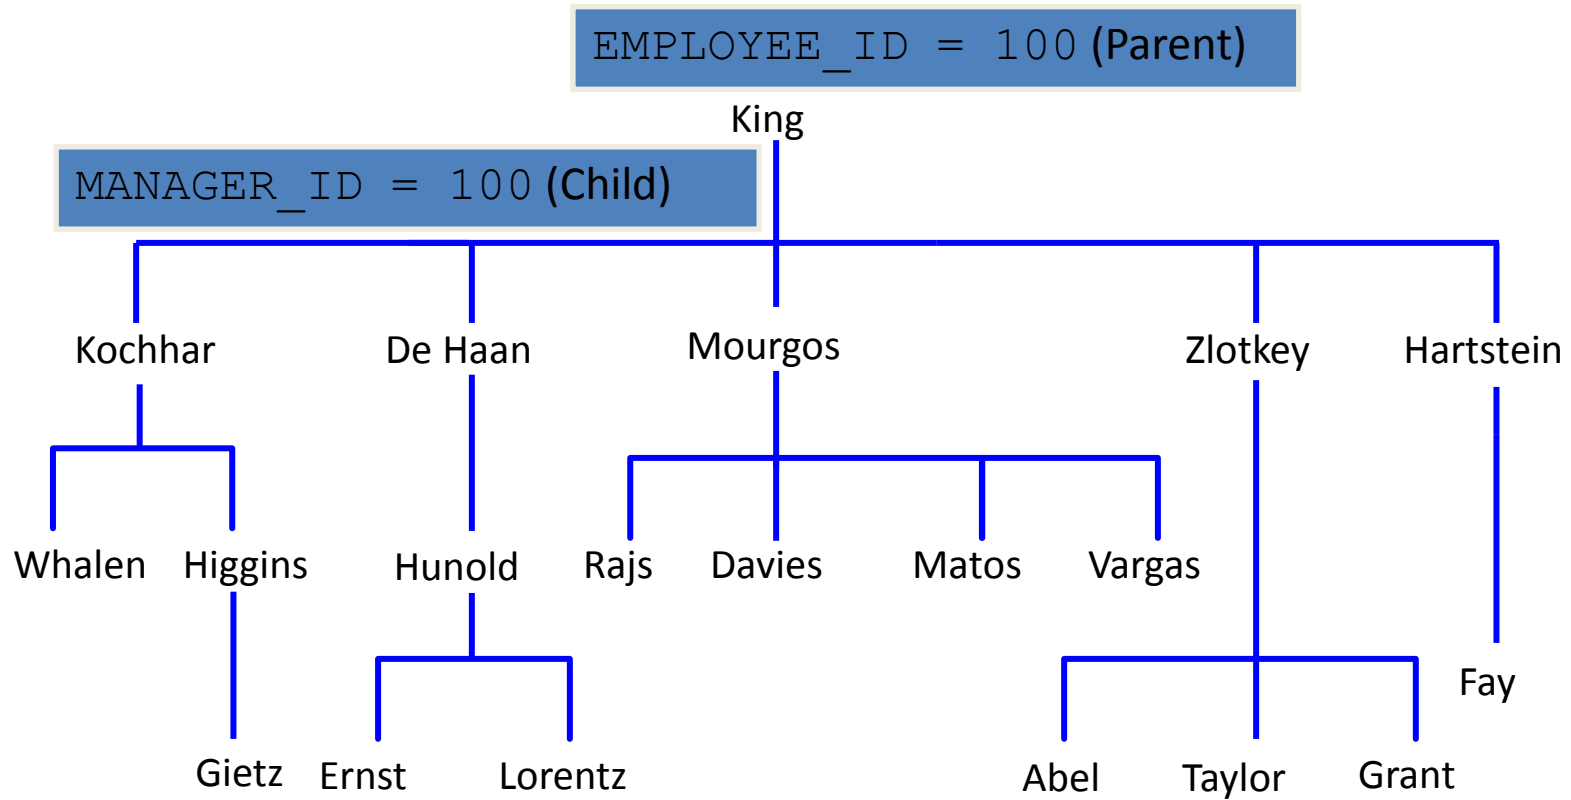 EMPLOYEE_ID = 100 (Parent)
King
MANAGER_ID = 100 (Child)
Kochhar
De Haan
Mourgos
Zlotkey
Hartstein
Whalen
Higgins
Hunold
Rajs
Davies
Matos
Vargas
Fay
Gietz
Ernst
Lorentz
Abel
Taylor
Grant